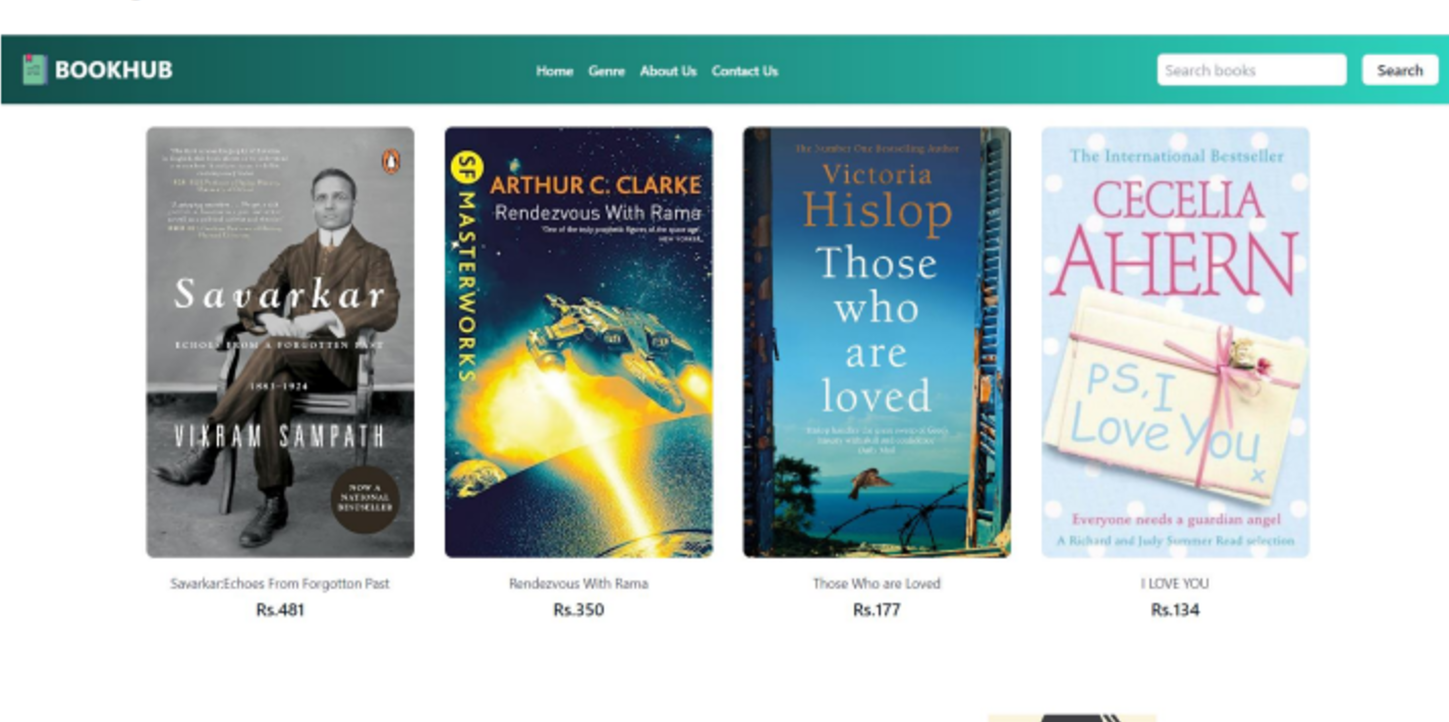 BOOKHUB
Home Genre About Us Contact Us
Search books
Search
Savarkar
ECHOES FROM A FORGOTTEN PAST
1883–1924
VIKRAM SAMPATH
NOW A
NATIONAL
BESTSELLER
SF MASTERWORKS
ARTHUR C. CLARKE
Rendezvous With Rama
'One of the truly prophetic figures of the space age'
NEW YORKER
The Number One Bestselling Author
Victoria
Hislop
Those
who
are
loved
The International Bestseller
CECELIA
AHERN
PS, I
Love You
x
Everyone needs a guardian angel
A Richard and Judy Summer Read selection
Savarkar:Echoes From Forgotton Past
Rs.481
Rendezvous With Rama
Rs.350
Those Who are Loved
Rs.177
I LOVE YOU
Rs.134